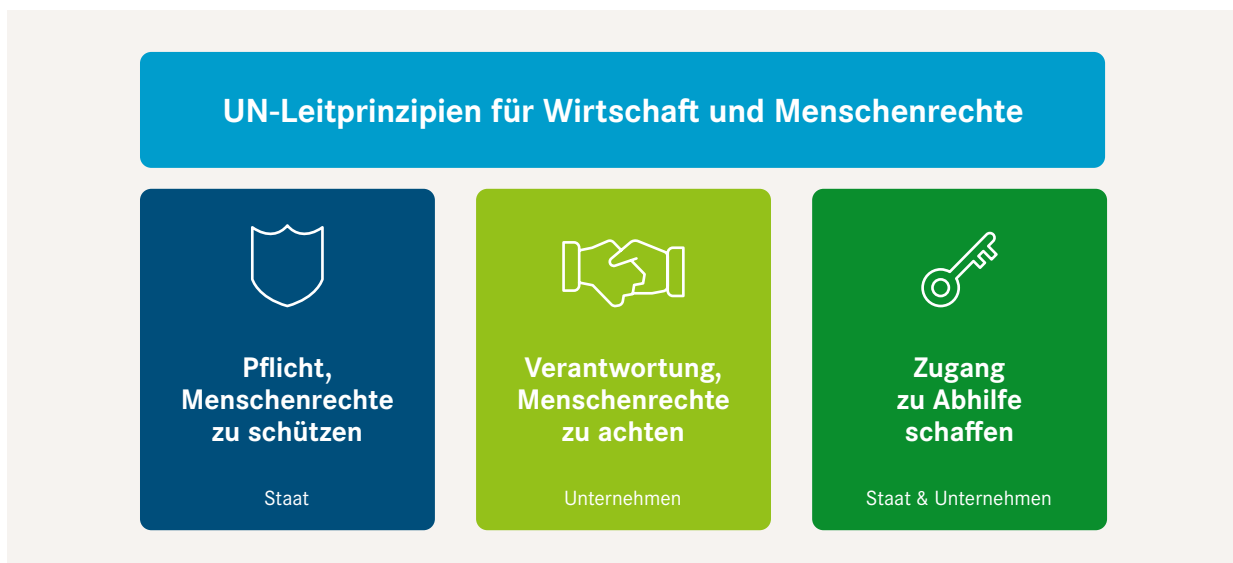 UN-Leitprinzipien für Wirtschaft und Menschenrechte
Pflicht,
Menschenrechte
zu schützen
Staat
Verantwortung,
Menschenrechte
zu achten
Unternehmen
Zugang
zu Abhilfe
schaffen
Staat & Unternehmen